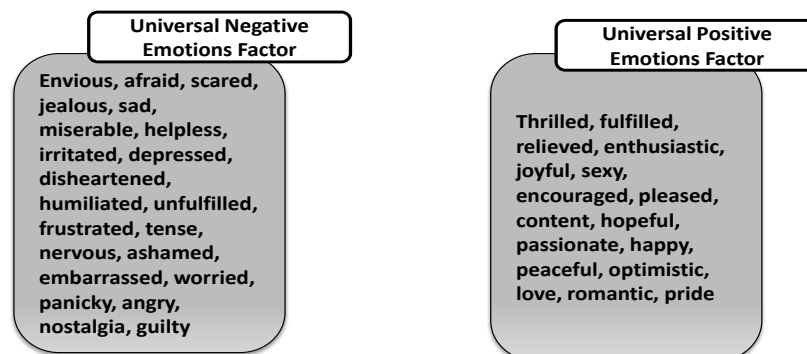 Universal Negative
Emotions Factor
Envious, afraid, scared,
jealous, sad,
miserable, helpless,
irritated, depressed,
disheartened,
humiliated, unfulfilled,
frustrated, tense,
nervous, ashamed,
embarrassed, worried,
panicky, angry,
nostalgia, guilty
Universal Positive
Emotions Factor
Thrilled, fulfilled,
relieved, enthusiastic,
joyful, sexy,
encouraged, pleased,
content, hopeful,
passionate, happy,
peaceful, optimistic,
love, romantic, pride